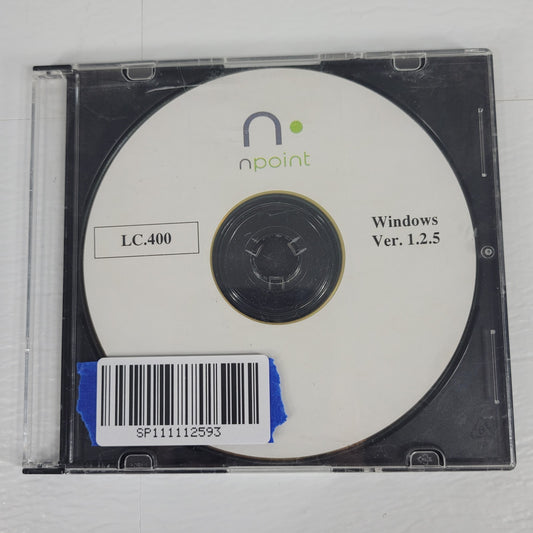 n
npoint
LC.400
Windows
Ver. 1.2.5
SP111112593